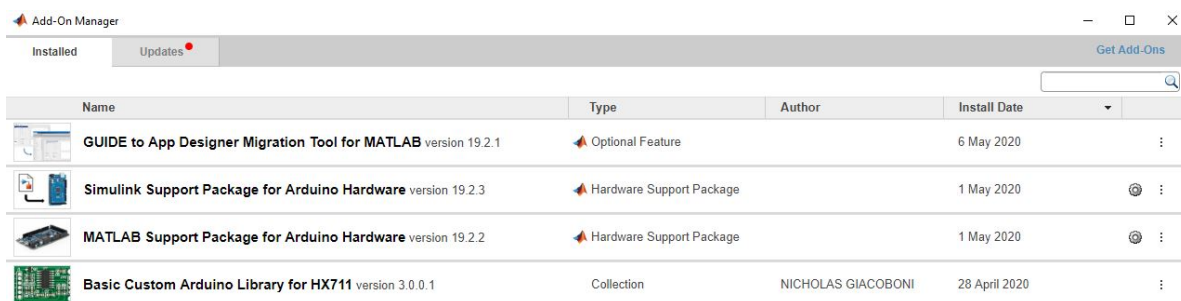 Add-On Manager
Installed Updates Get Add-Ons
Name Type Author Install Date
GUIDE to App Designer Migration Tool for MATLAB version 19.2.1 Optional Feature 6 May 2020
Simulink Support Package for Arduino Hardware version 19.2.3 Hardware Support Package 1 May 2020
MATLAB Support Package for Arduino Hardware version 19.2.2 Hardware Support Package 1 May 2020
Basic Custom Arduino Library for HX711 version 3.0.0.1 Collection NICHOLAS GIACOBONI 28 April 2020